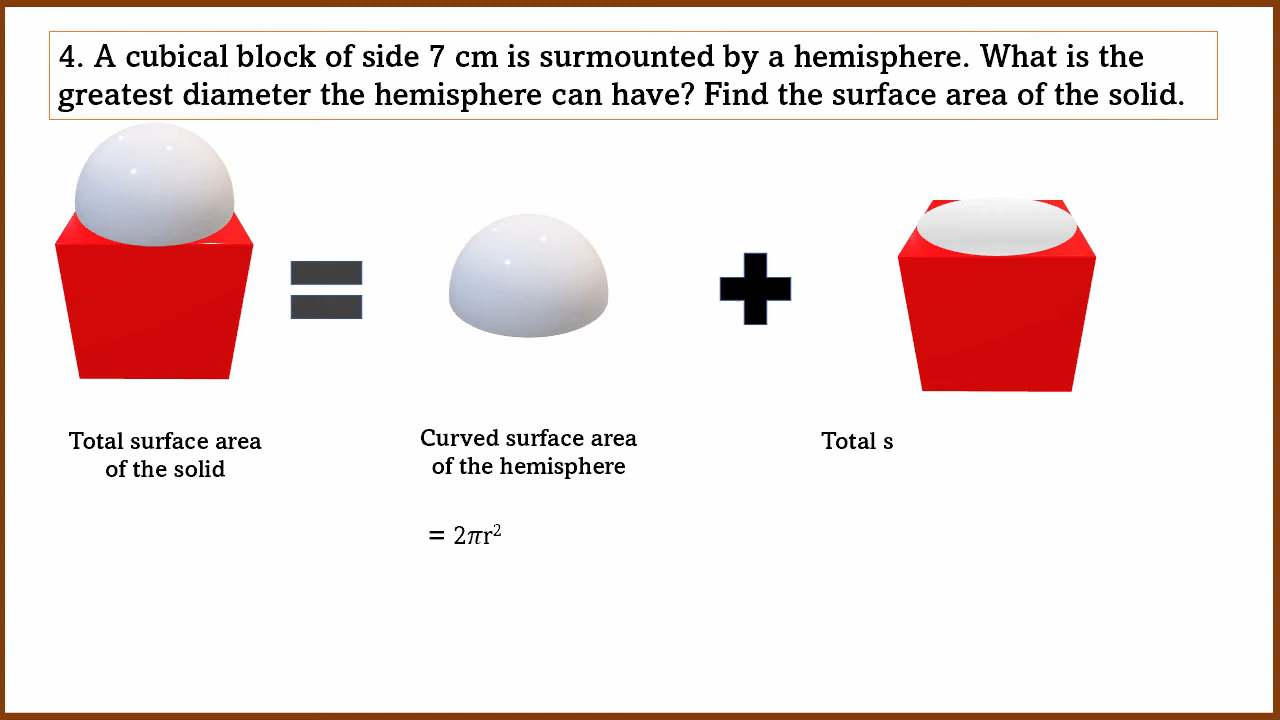 4. A cubical block of side 7 cm is surmounted by a hemisphere. What is the
greatest diameter the hemisphere can have? Find the surface area of the solid.
Total surface area
of the solid
Curved surface area
of the hemisphere
Total s
= 2πr²